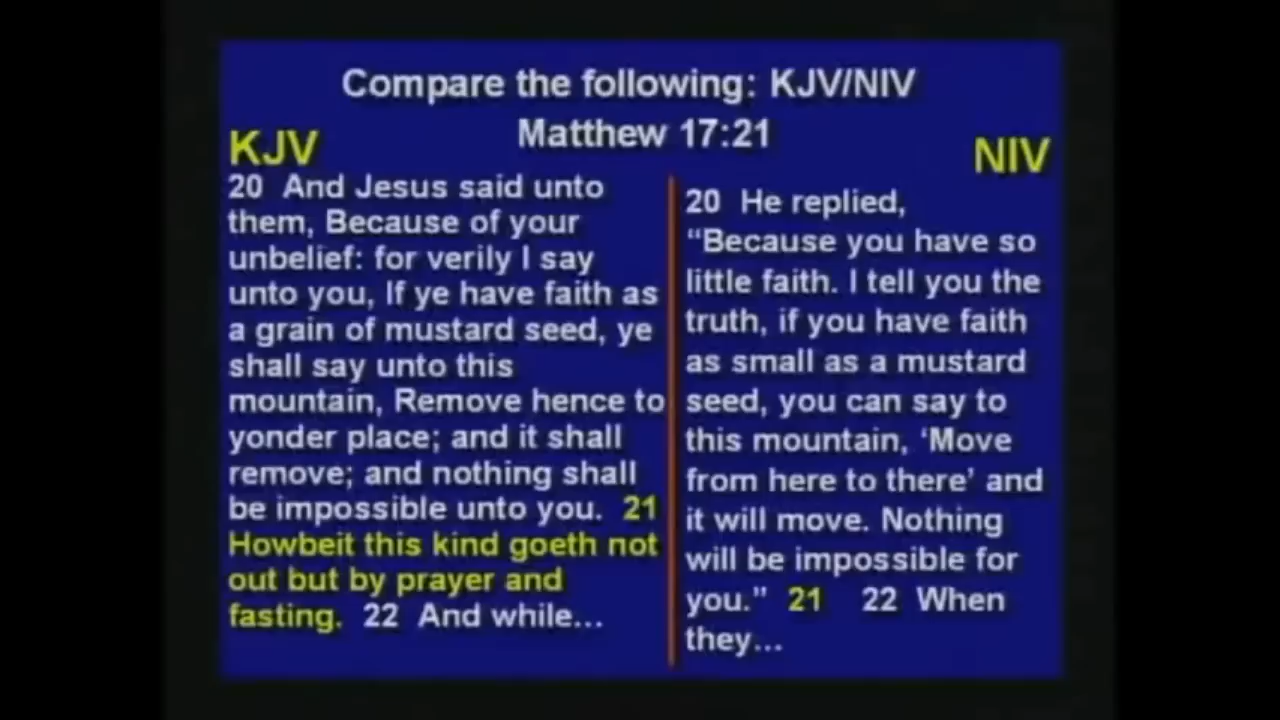 Compare the following: KJV/NIV
Matthew 17:21
KJV
20 And Jesus said unto
them, Because of your
unbelief: for verily I say
unto you, If ye have faith as
a grain of mustard seed, ye
shall say unto this
mountain, Remove hence to
yonder place; and it shall
remove; and nothing shall
be impossible unto you. 21
Howbeit this kind goeth not
out but by prayer and
fasting. 22 And while...
NIV
20 He replied,
“Because you have so
little faith. I tell you the
truth, if you have faith
as small as a mustard
seed, you can say to
this mountain, ‘Move
from here to there’ and
it will move. Nothing
will be impossible for
you.” 21 22 When
they...